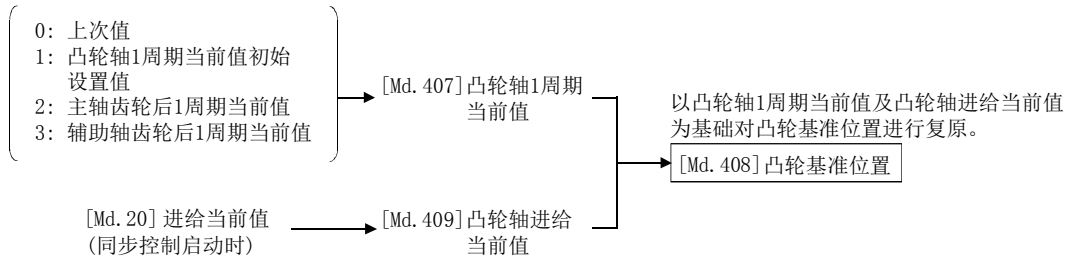 0: 上次值
1: 凸轮轴1周期当前值初始
设置值
2: 主轴齿轮后1周期当前值
3: 辅助轴齿轮后1周期当前值
[Md.407]凸轮轴1周期
当前值
以凸轮轴1周期当前值及凸轮轴进给当前值
为基础对凸轮基准位置进行复原。
[Md.408]凸轮基准位置
[Md.20] 进给当前值
(同步控制启动时)
[Md.409]凸轮轴进给
当前值